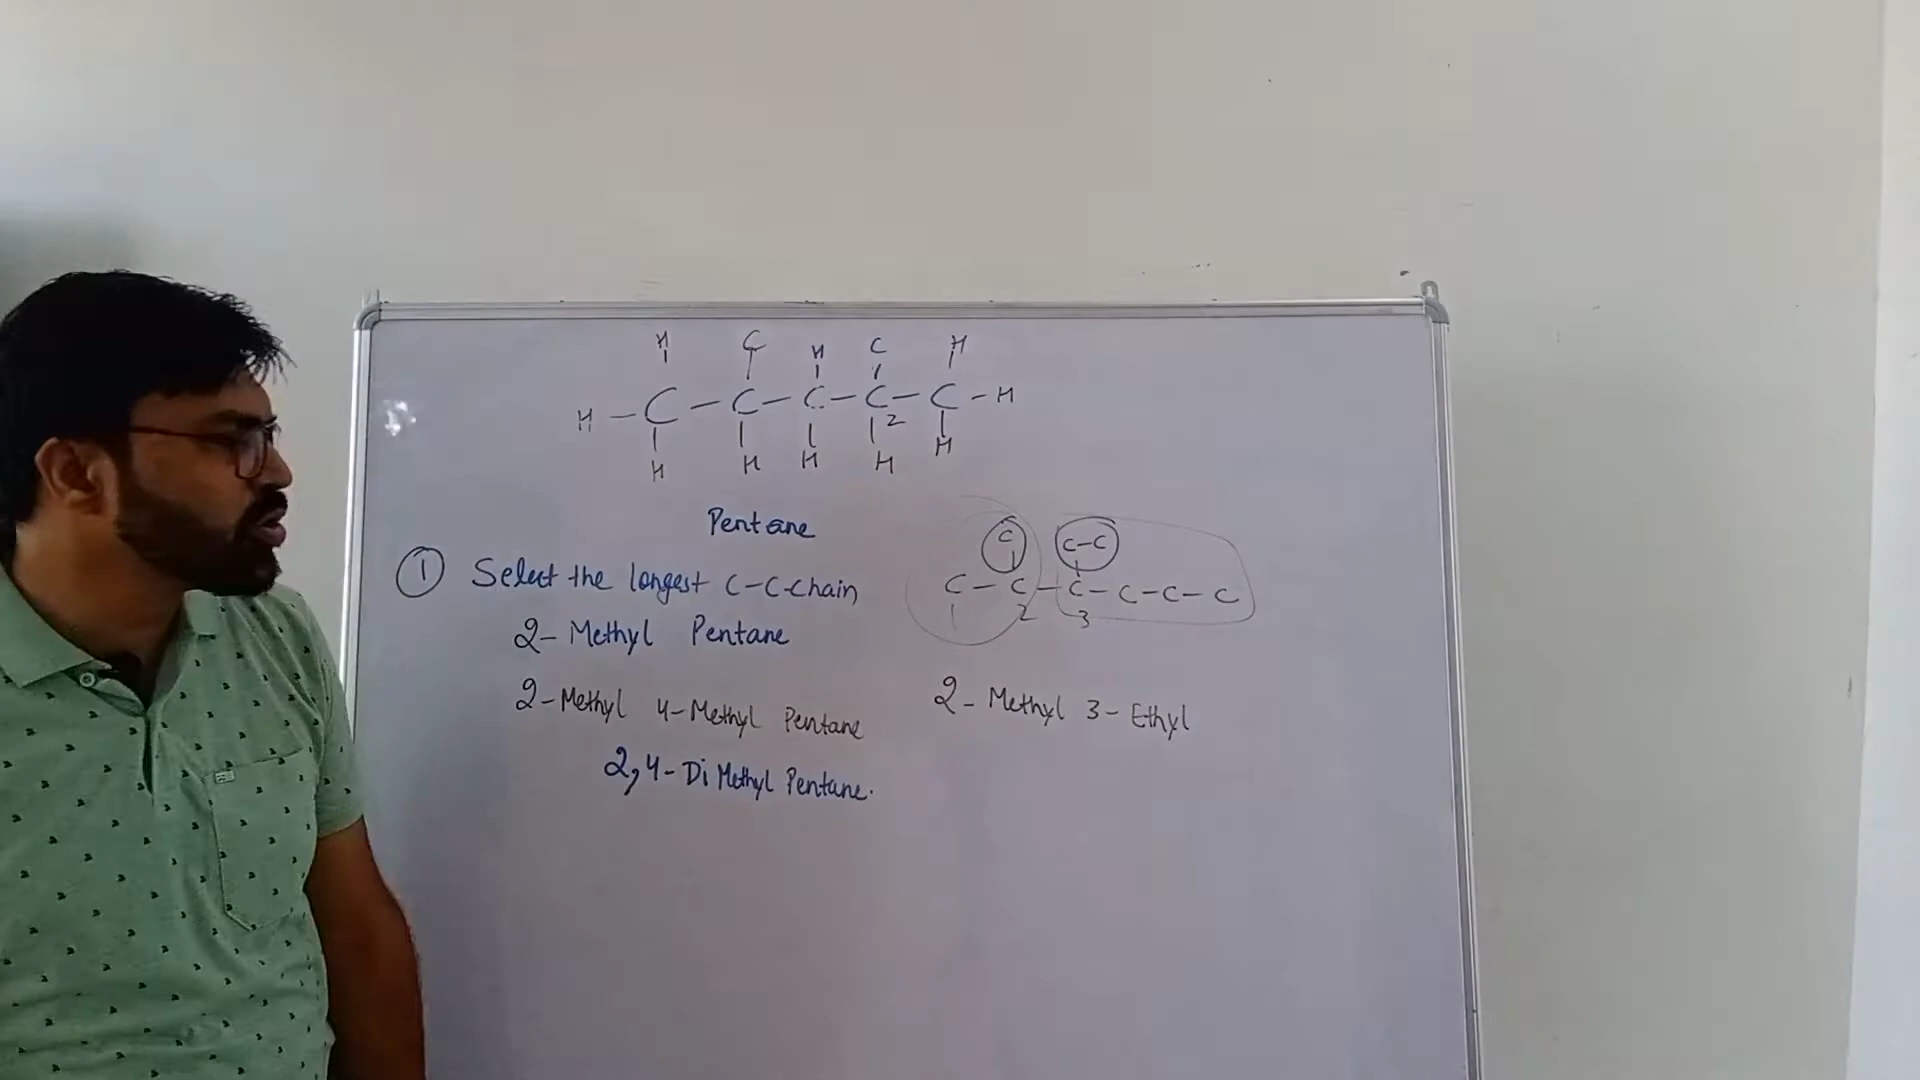 H C H C H
H - C - C - C - C - C - H
2
H H H H H
Pentane
1 Select the longest C-C-Chain
2- Methyl Pentane
2-Methyl 4-Methyl Pentane
2,4-Di Methyl Pentane.
C C-C
C - C - C - C - C - C
1 2 3
2- Methyl 3- Ethyl